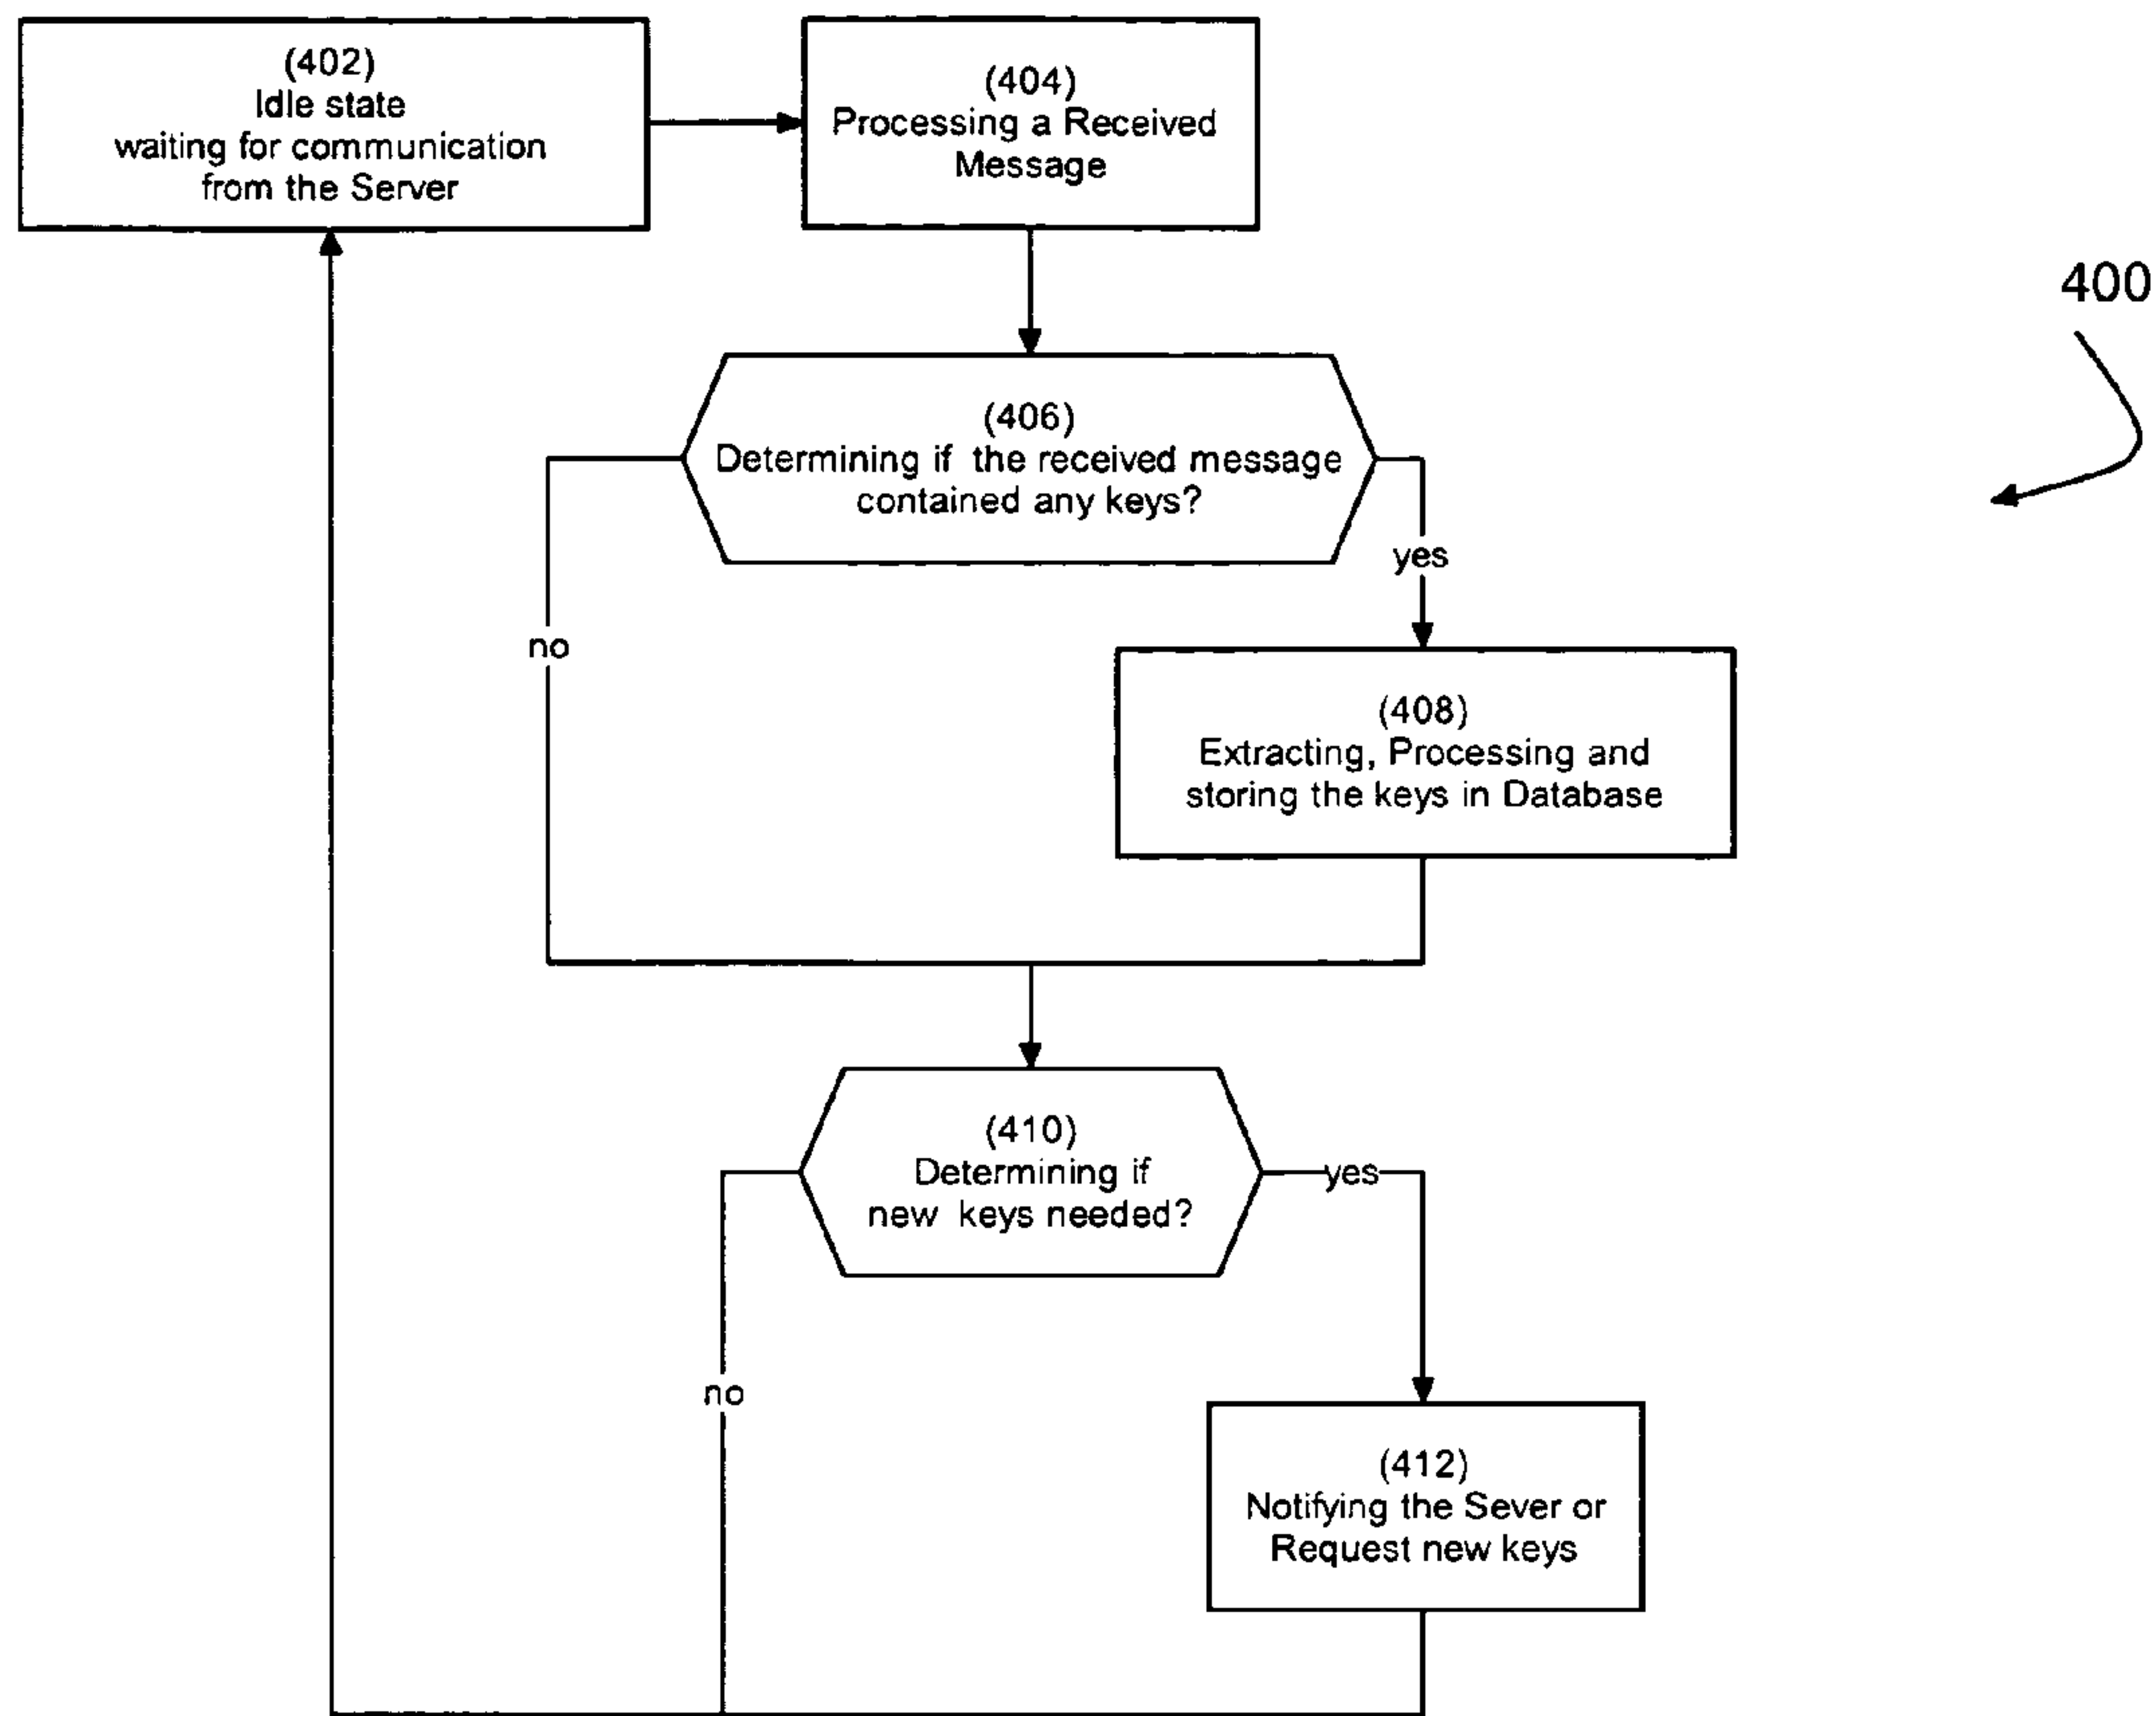 (402)
Idle state
waiting for communication
from the Server
(404)
Processing a Received
Message
400
(406)
Determining if the received message
contained any keys?
yes
no
(408)
Extracting, Processing and
storing the keys in Database
(410)
Determining if
new keys needed?
yes
no
(412)
Notifying the Sever or
Request new keys